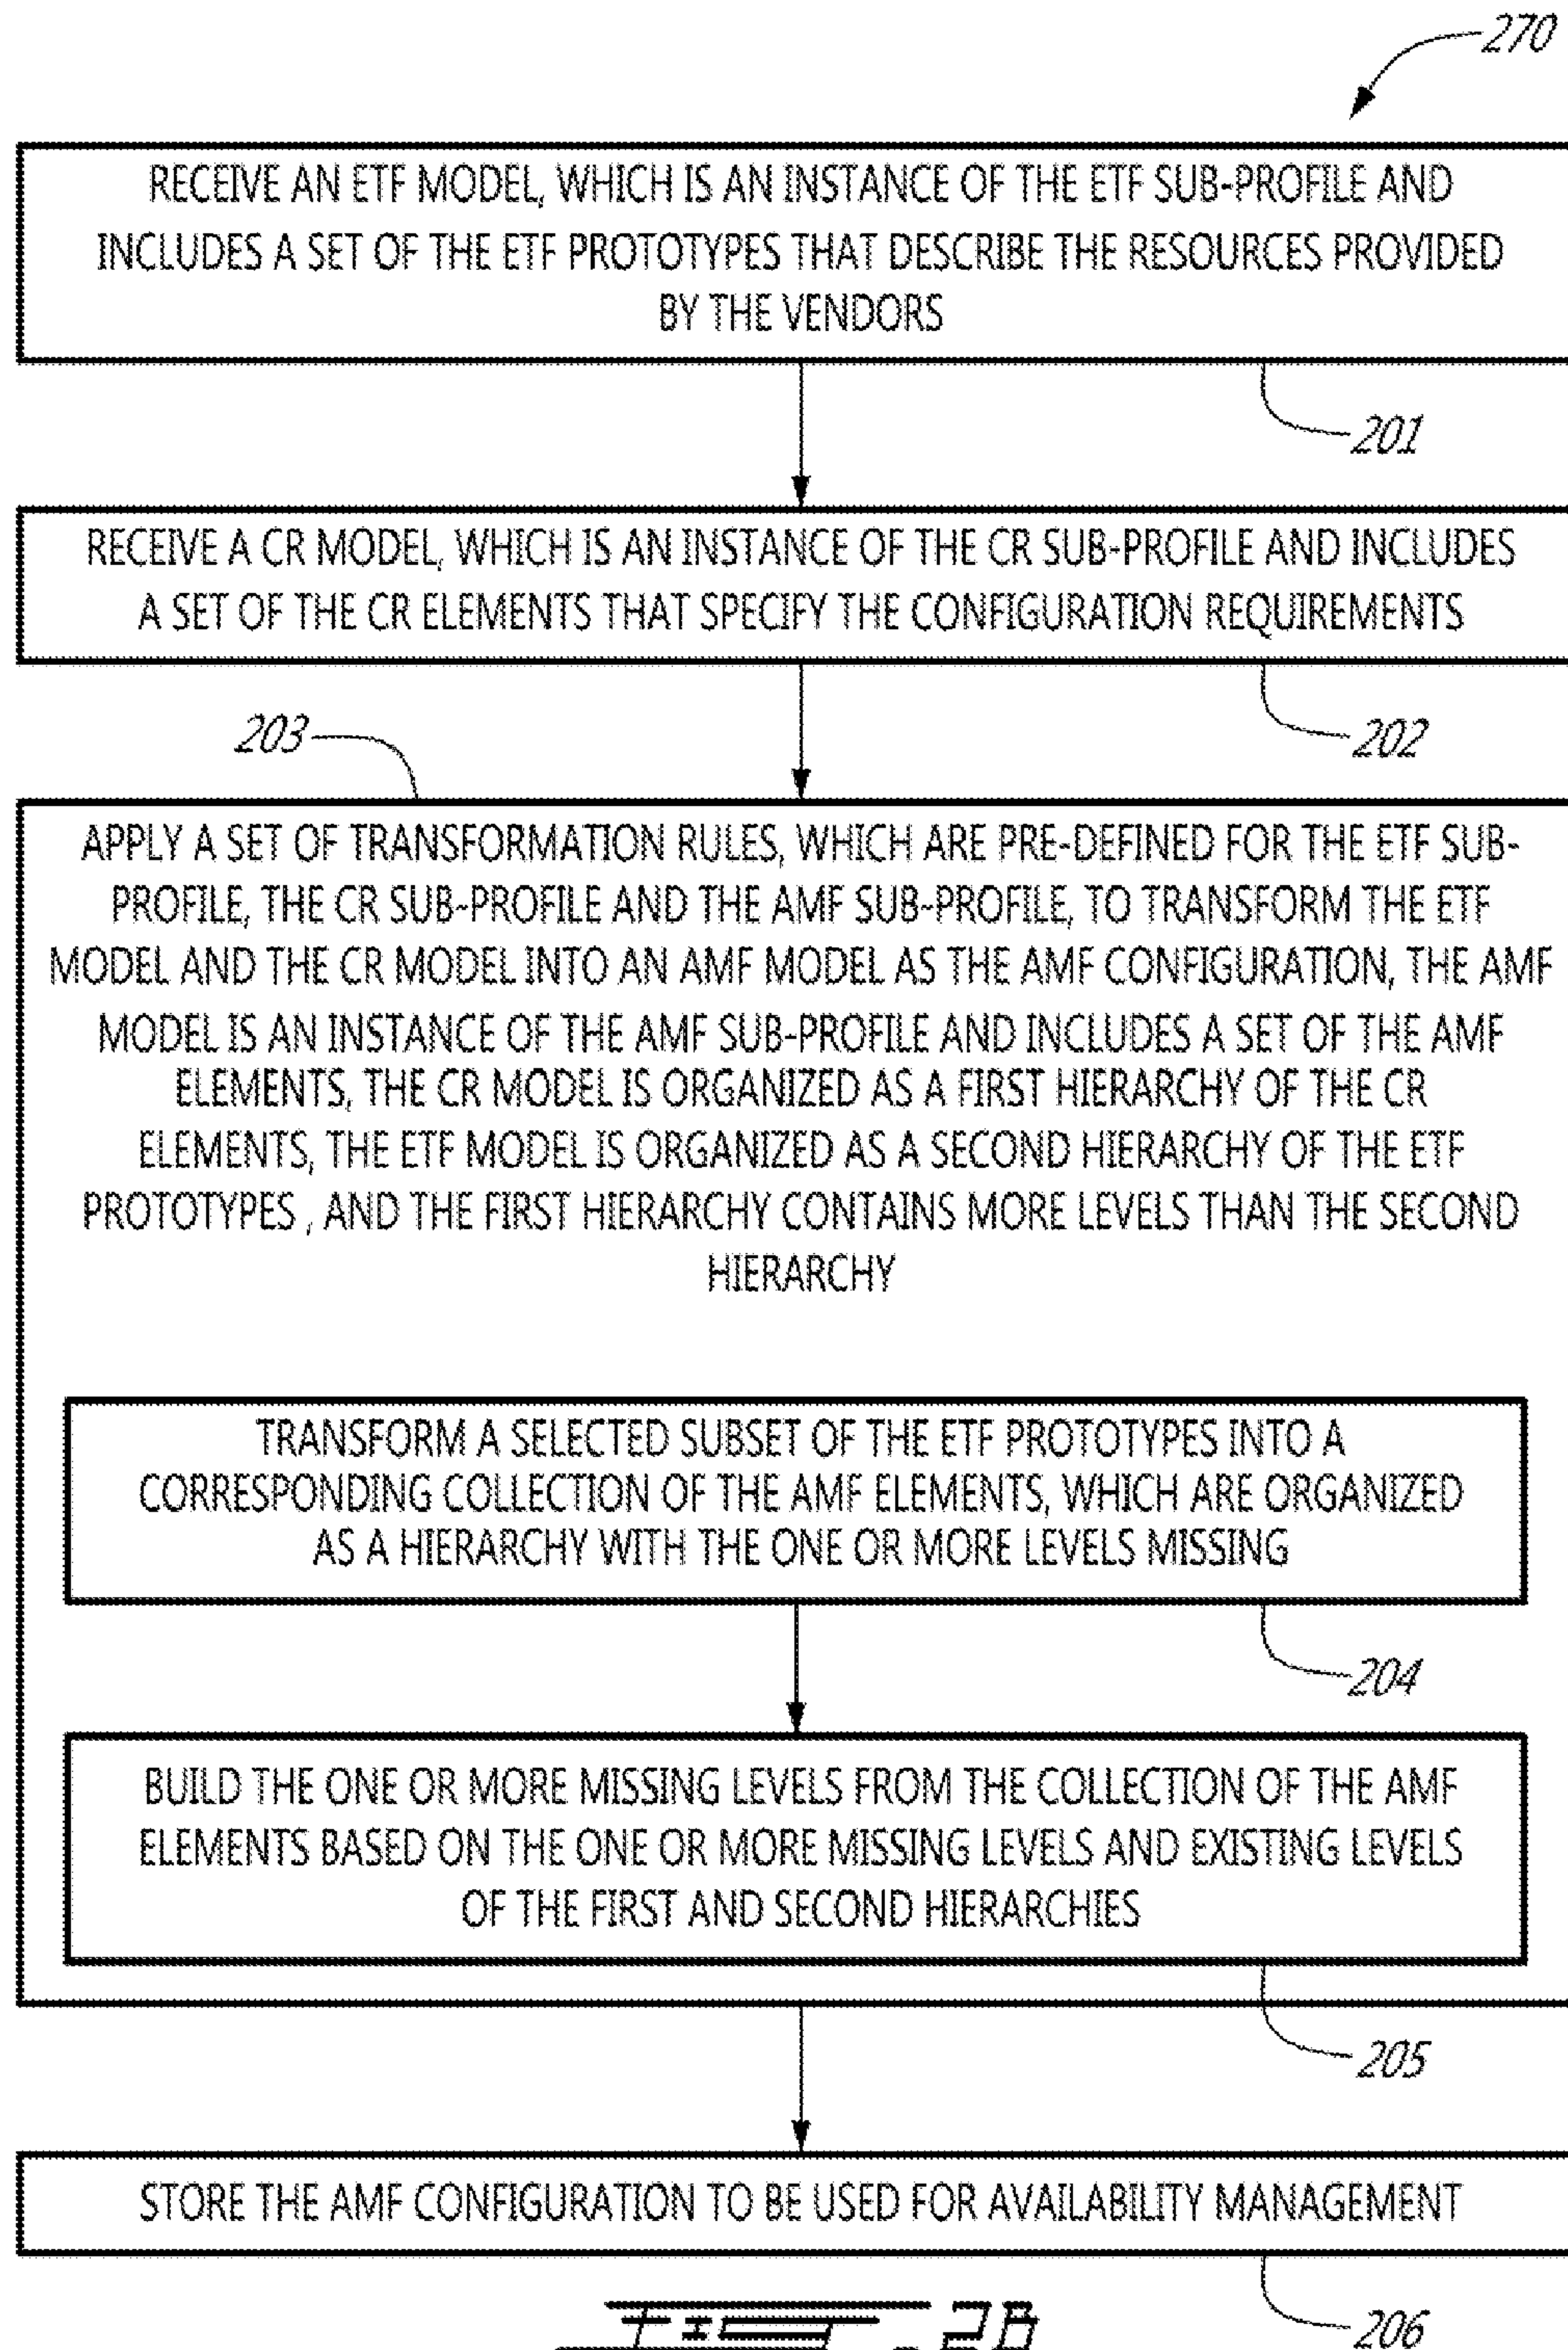 270
RECEIVE AN ETF MODEL, WHICH IS AN INSTANCE OF THE ETF SUB-PROFILE AND
INCLUDES A SET OF THE ETF PROTOTYPES THAT DESCRIBE THE RESOURCES PROVIDED
BY THE VENDORS
201
RECEIVE A CR MODEL, WHICH IS AN INSTANCE OF THE CR SUB-PROFILE AND INCLUDES
A SET OF THE CR ELEMENTS THAT SPECIFY THE CONFIGURATION REQUIREMENTS
202
203
APPLY A SET OF TRANSFORMATION RULES, WHICH ARE PRE-DEFINED FOR THE ETF SUB-
PROFILE, THE CR SUB-PROFILE AND THE AMF SUB-PROFILE, TO TRANSFORM THE ETF
MODEL AND THE CR MODEL INTO AN AMF MODEL AS THE AMF CONFIGURATION, THE AMF
MODEL IS AN INSTANCE OF THE AMF SUB-PROFILE AND INCLUDES A SET OF THE AMF
ELEMENTS, THE CR MODEL IS ORGANIZED AS A FIRST HIERARCHY OF THE CR
ELEMENTS, THE ETF MODEL IS ORGANIZED AS A SECOND HIERARCHY OF THE ETF
PROTOTYPES , AND THE FIRST HIERARCHY CONTAINS MORE LEVELS THAN THE SECOND
HIERARCHY
TRANSFORM A SELECTED SUBSET OF THE ETF PROTOTYPES INTO A
CORRESPONDING COLLECTION OF THE AMF ELEMENTS, WHICH ARE ORGANIZED
AS A HIERARCHY WITH THE ONE OR MORE LEVELS MISSING
204
BUILD THE ONE OR MORE MISSING LEVELS FROM THE COLLECTION OF THE AMF
ELEMENTS BASED ON THE ONE OR MORE MISSING LEVELS AND EXISTING LEVELS
OF THE FIRST AND SECOND HIERARCHIES
205
STORE THE AMF CONFIGURATION TO BE USED FOR AVAILABILITY MANAGEMENT
206